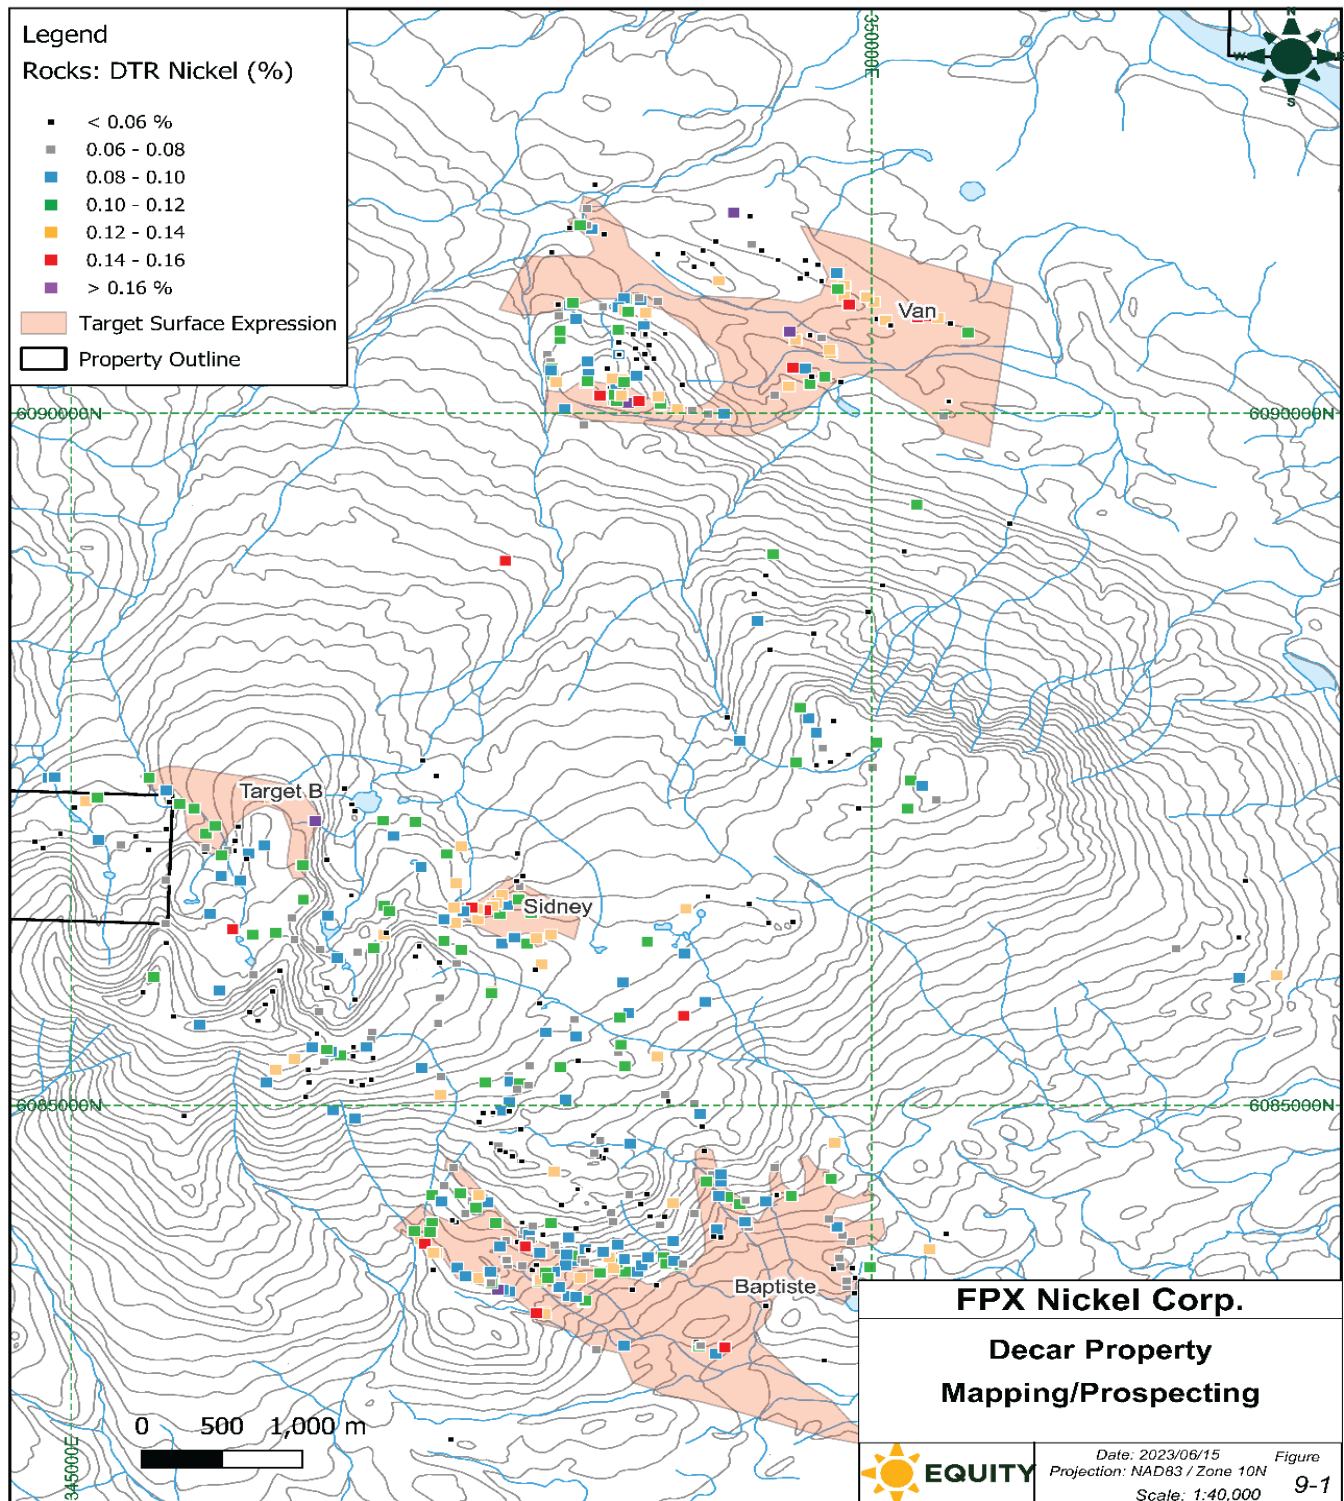 Legend
Rocks: DTR Nickel (%)
< 0.06 %
0.06 - 0.08
0.08 - 0.10
0.10 - 0.12
0.12 - 0.14
0.14 - 0.16
> 0.16 %
Target Surface Expression
Property Outline
350000E
N
W
S
Van
6090000N
6090000N
Target B
Sidney
6085000N
6085000N
Baptiste
0 500 1,000 m
345000E
FPX Nickel Corp.
Decar Property
Mapping/Prospecting
EQUITY
Date: 2023/06/15
Projection: NAD83 / Zone 10N
Scale: 1:40,000
Figure
9-1